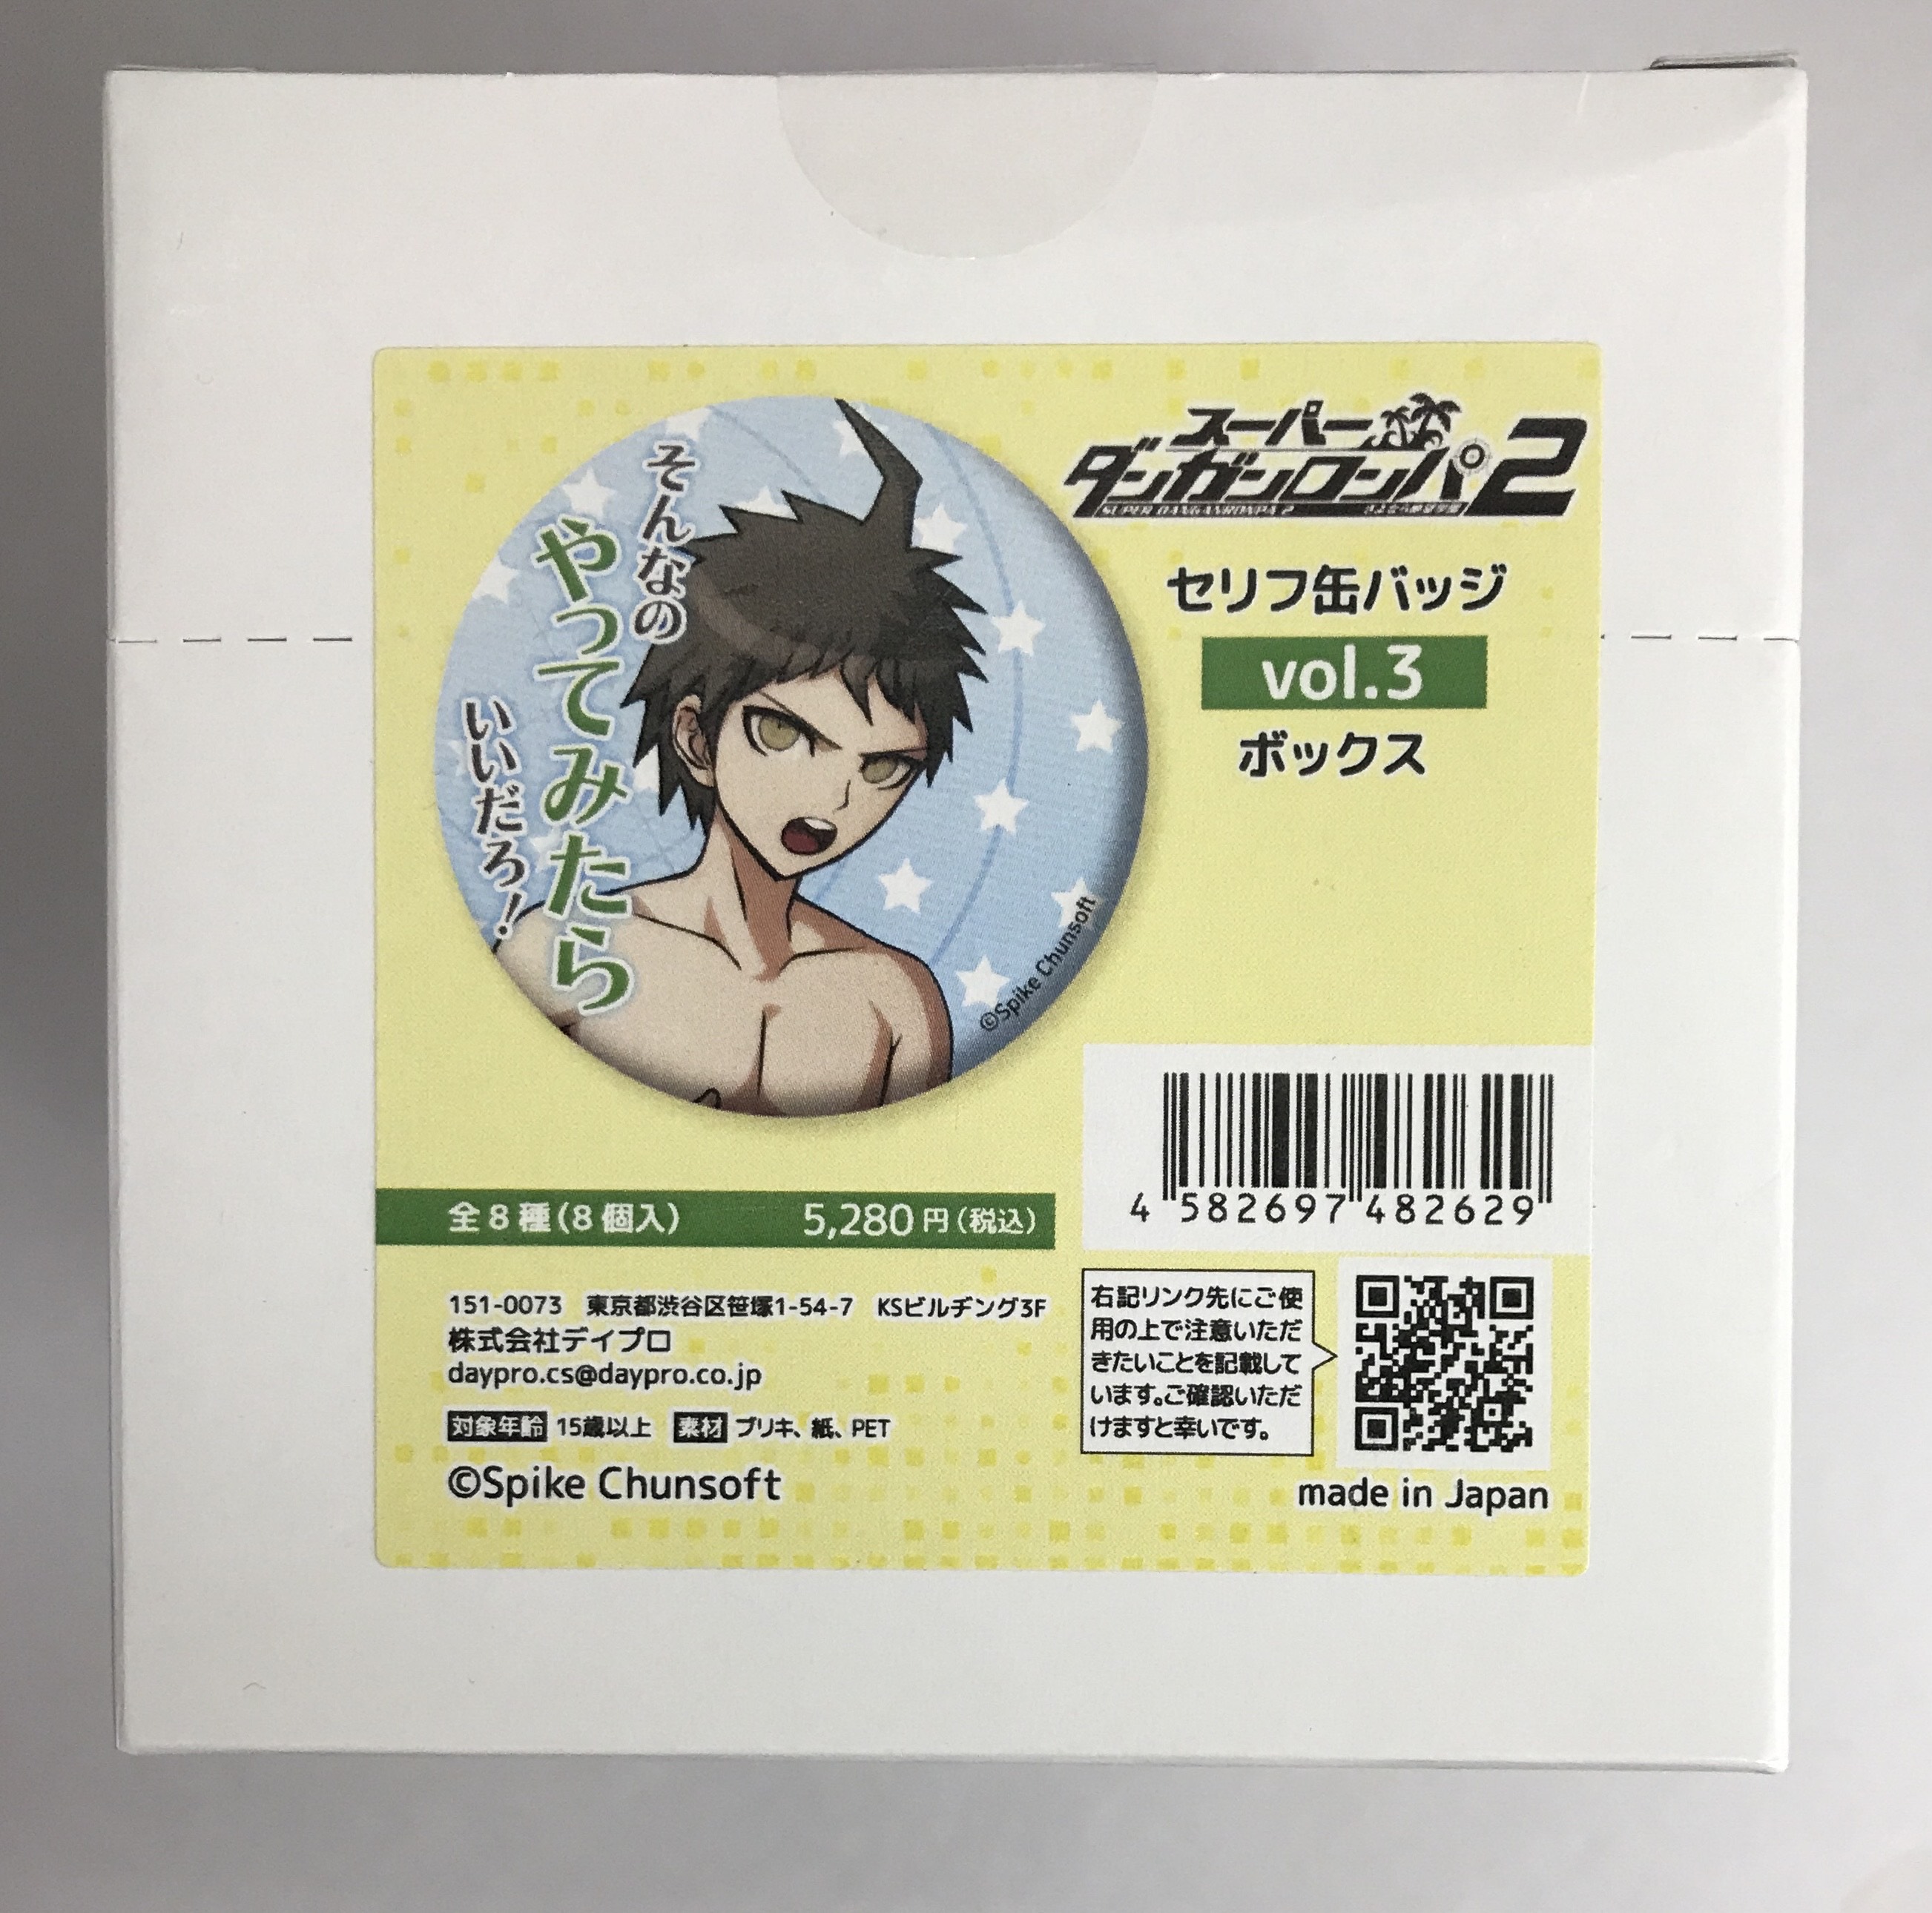 そんなの
やってみたら
いいだろ！
©Spike Chunsoft
スーパー
ダンガンロンパ2
SUPER DANGANRONPA 2 さよなら絶望学園
セリフ缶バッジ
vol.3
ボックス
全8種(8個入) 5,280円(税込)
4 582697 482629
151-0073 東京都渋谷区笹塚1-54-7 KSビルヂング3F
株式会社デイプロ
daypro.cs@daypro.co.jp
対象年齢 15歳以上 素材 ブリキ、紙、PET
©Spike Chunsoft
右記リンク先にご使
用の上で注意いただ
きたいことを記載して
います。ご確認いただ
けますと幸いです。
made in Japan